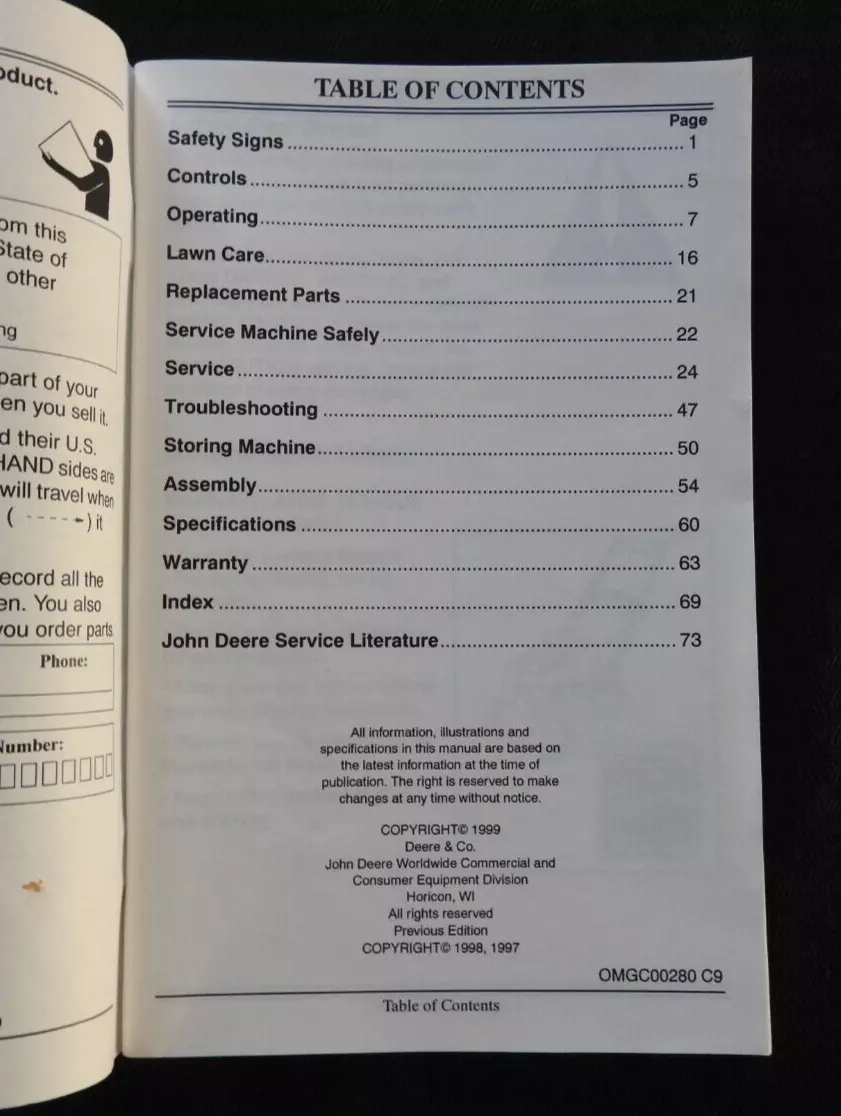 oduct.
om this
State of
other
ng
part of your
en you sell it.
d their U.S.
HAND sides are
will travel when
( - - - - - ) it
ecord all the
en. You also
you order parts.
Phone:
Number:
TABLE OF CONTENTS
Page
Safety Signs ........ 1
Controls ........ 5
Operating ........ 7
Lawn Care ........ 16
Replacement Parts ........ 21
Service Machine Safely ........ 22
Service ........ 24
Troubleshooting ........ 47
Storing Machine ........ 50
Assembly ........ 54
Specifications ........ 60
Warranty ........ 63
Index ........ 69
John Deere Service Literature ........ 73
All information, illustrations and
specifications in this manual are based on
the latest information at the time of
publication. The right is reserved to make
changes at any time without notice.
COPYRIGHT© 1999
Deere & Co.
John Deere Worldwide Commercial and
Consumer Equipment Division
Horicon, WI
All rights reserved
Previous Edition
COPYRIGHT© 1998, 1997
OMGC00280 C9
Table of Contents